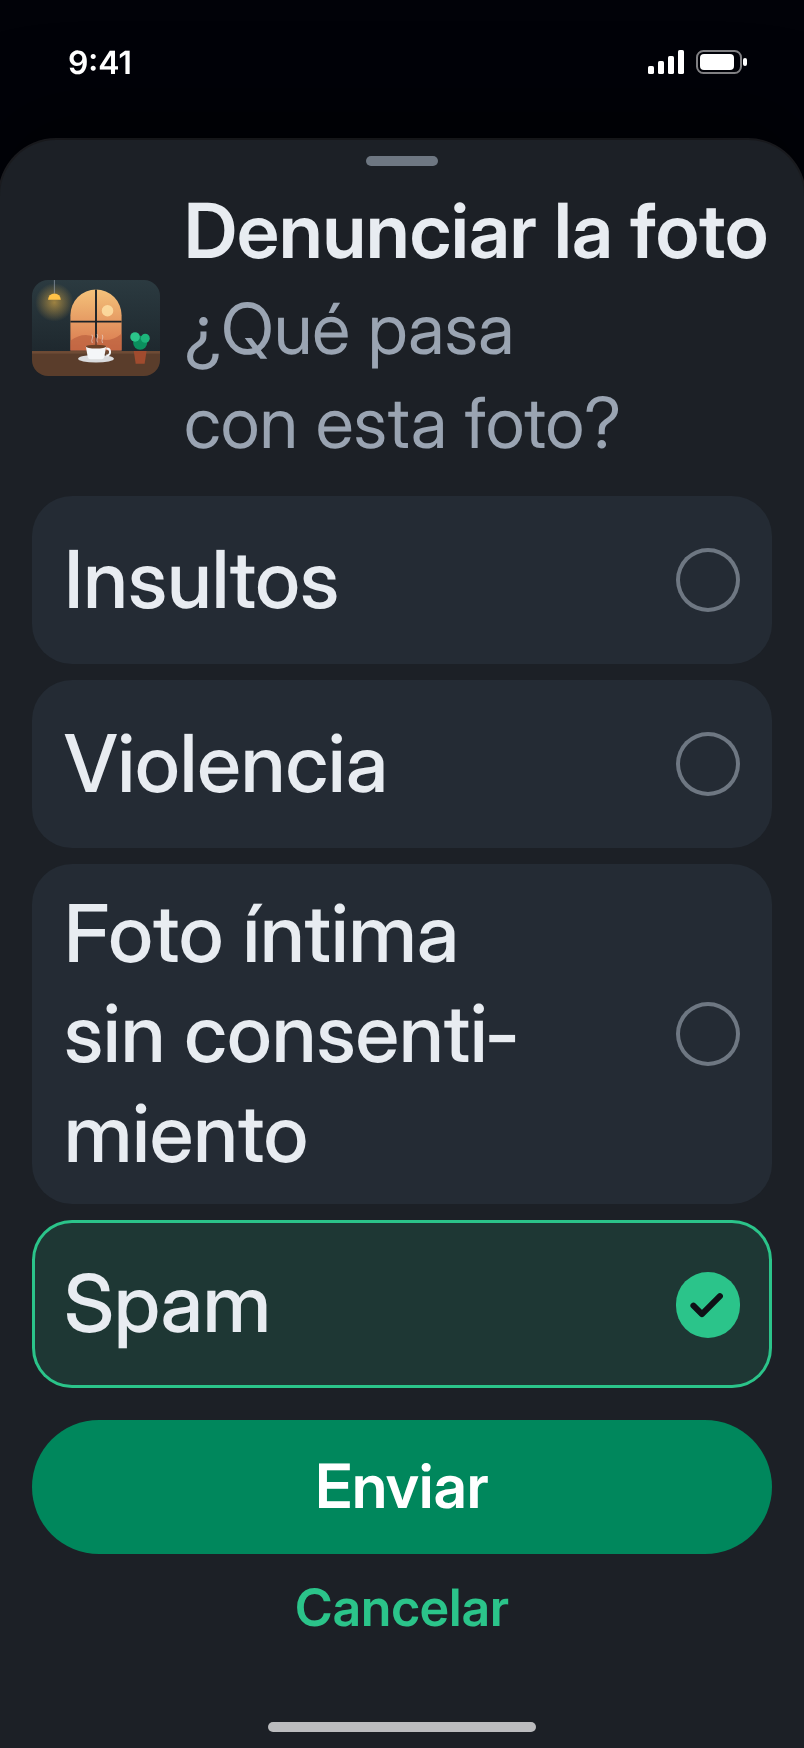 9:41
Denunciar la foto
¿Qué pasa
con esta foto?
Insultos
Violencia
Foto íntima
sin consenti-
miento
Spam
Enviar
Cancelar